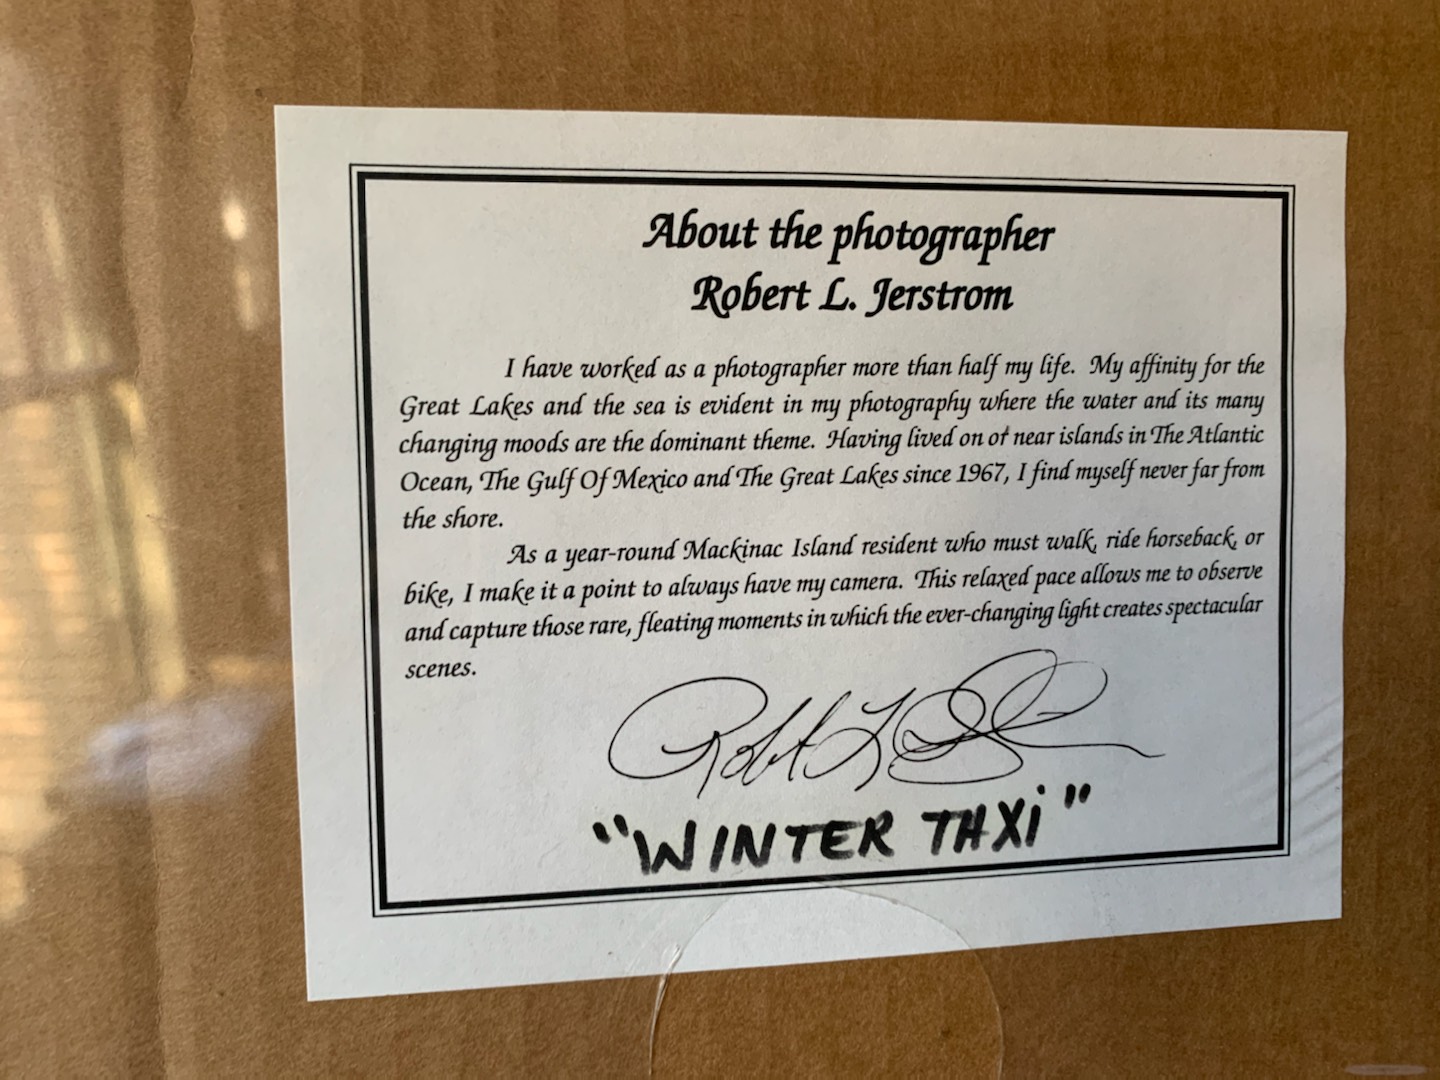 About the photographer
Robert L. Jerstrom
I have worked as a photographer more than half my life. My affinity for the
Great Lakes and the sea is evident in my photography where the water and its many
changing moods are the dominant theme. Having lived on or near islands in The Atlantic
Ocean, The Gulf Of Mexico and The Great Lakes since 1967, I find myself never far from
the shore.
As a year-round Mackinac Island resident who must walk, ride horseback, or
bike, I make it a point to always have my camera. This relaxed pace allows me to observe
and capture those rare, fleating moments in which the ever-changing light creates spectacular
scenes.
Robert L
"WINTER TAXi"